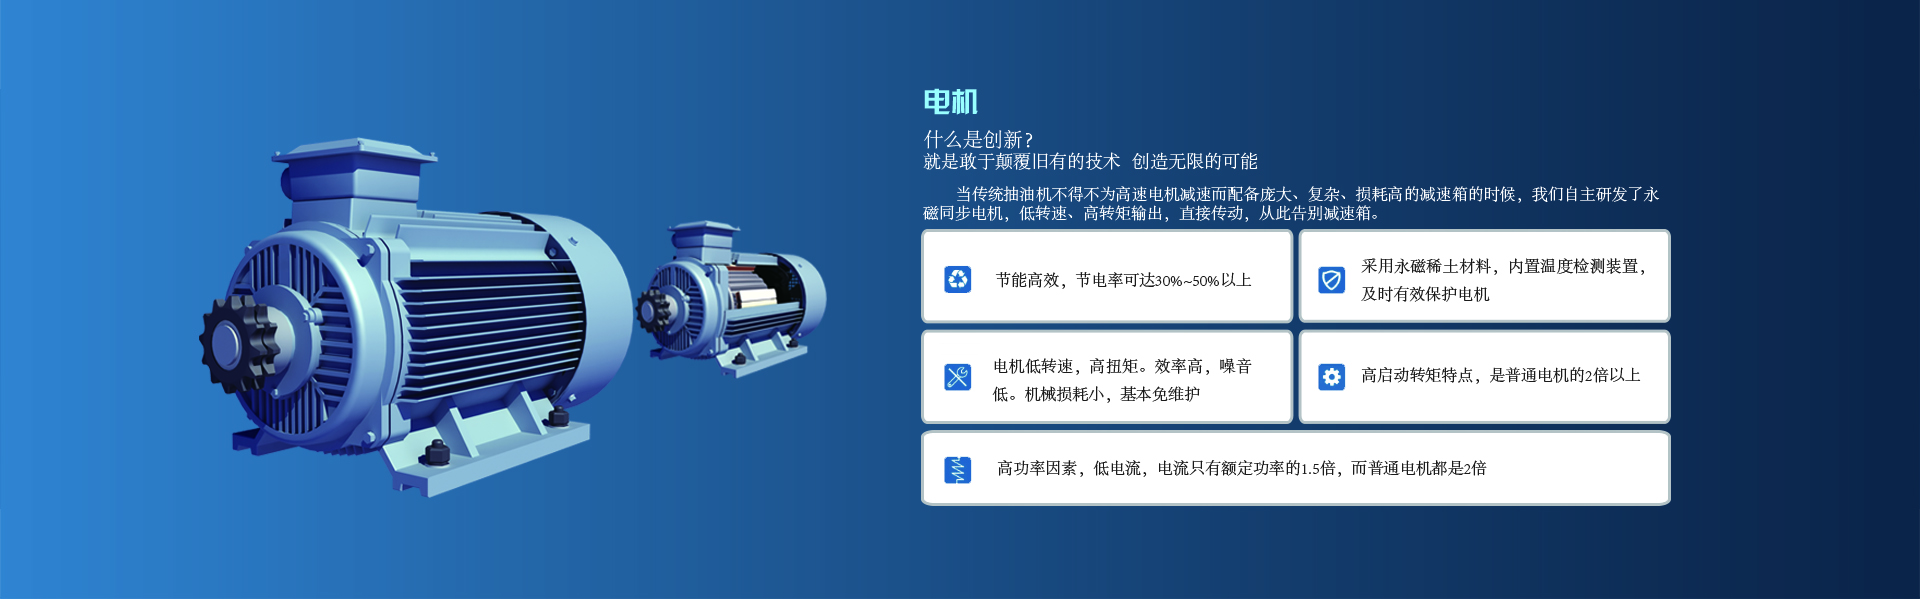 电机
什么是创新?
就是敢于颠覆旧有的技术 创造无限的可能
当传统抽油机不得不为高速电机减速而配备庞大、复杂、损耗高的减速箱的时候，我们自主研发了永
磁同步电机，低转速、高转矩输出，直接传动，从此告别减速箱。
节能高效，节电率可达30%~50%以上
采用永磁稀土材料，内置温度检测装置，
及时有效保护电机
电机低转速，高扭矩。效率高，噪音
低。机械损耗小，基本免维护
高启动转矩特点，是普通电机的2倍以上
高功率因素，低电流，电流只有额定功率的1.5倍，而普通电机都是2倍